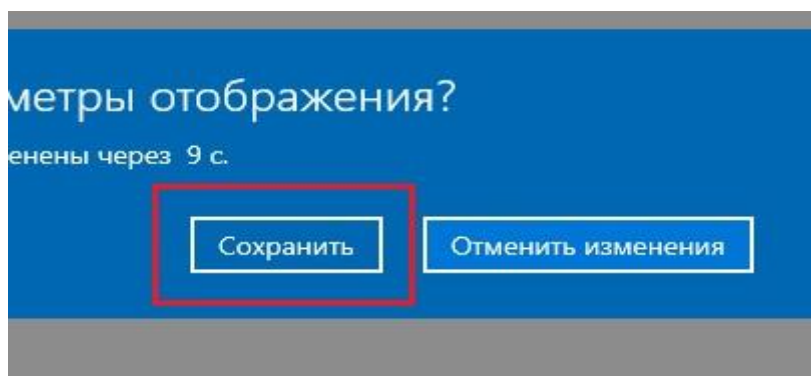 метры отображения?
енены через 9 с.
Сохранить Отменить изменения